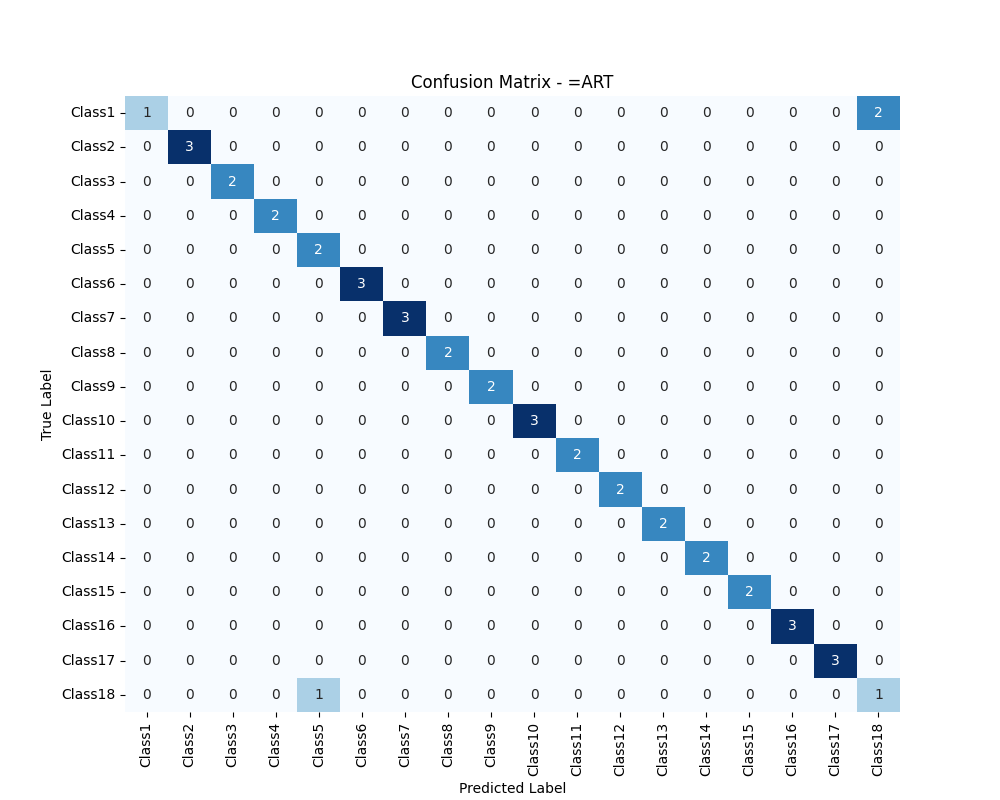 Confusion Matrix - =ART
Class1 1 0 0 0 0 0 0 0 0 0 0 0 0 0 0 0 0 2
Class2 0 3 0 0 0 0 0 0 0 0 0 0 0 0 0 0 0 0
Class3 0 0 2 0 0 0 0 0 0 0 0 0 0 0 0 0 0 0
Class4 0 0 0 2 0 0 0 0 0 0 0 0 0 0 0 0 0 0
Class5 0 0 0 0 2 0 0 0 0 0 0 0 0 0 0 0 0 0
Class6 0 0 0 0 0 3 0 0 0 0 0 0 0 0 0 0 0 0
Class7 0 0 0 0 0 0 3 0 0 0 0 0 0 0 0 0 0 0
Class8 0 0 0 0 0 0 0 2 0 0 0 0 0 0 0 0 0 0
Class9 0 0 0 0 0 0 0 0 2 0 0 0 0 0 0 0 0 0
Class10 0 0 0 0 0 0 0 0 0 3 0 0 0 0 0 0 0 0
Class11 0 0 0 0 0 0 0 0 0 0 2 0 0 0 0 0 0 0
Class12 0 0 0 0 0 0 0 0 0 0 0 2 0 0 0 0 0 0
Class13 0 0 0 0 0 0 0 0 0 0 0 0 2 0 0 0 0 0
Class14 0 0 0 0 0 0 0 0 0 0 0 0 0 2 0 0 0 0
Class15 0 0 0 0 0 0 0 0 0 0 0 0 0 0 2 0 0 0
Class16 0 0 0 0 0 0 0 0 0 0 0 0 0 0 0 3 0 0
Class17 0 0 0 0 0 0 0 0 0 0 0 0 0 0 0 0 3 0
Class18 0 0 0 0 1 0 0 0 0 0 0 0 0 0 0 0 0 1
True Label
Class1 Class2 Class3 Class4 Class5 Class6 Class7 Class8 Class9 Class10 Class11 Class12 Class13 Class14 Class15 Class16 Class17 Class18
Predicted Label